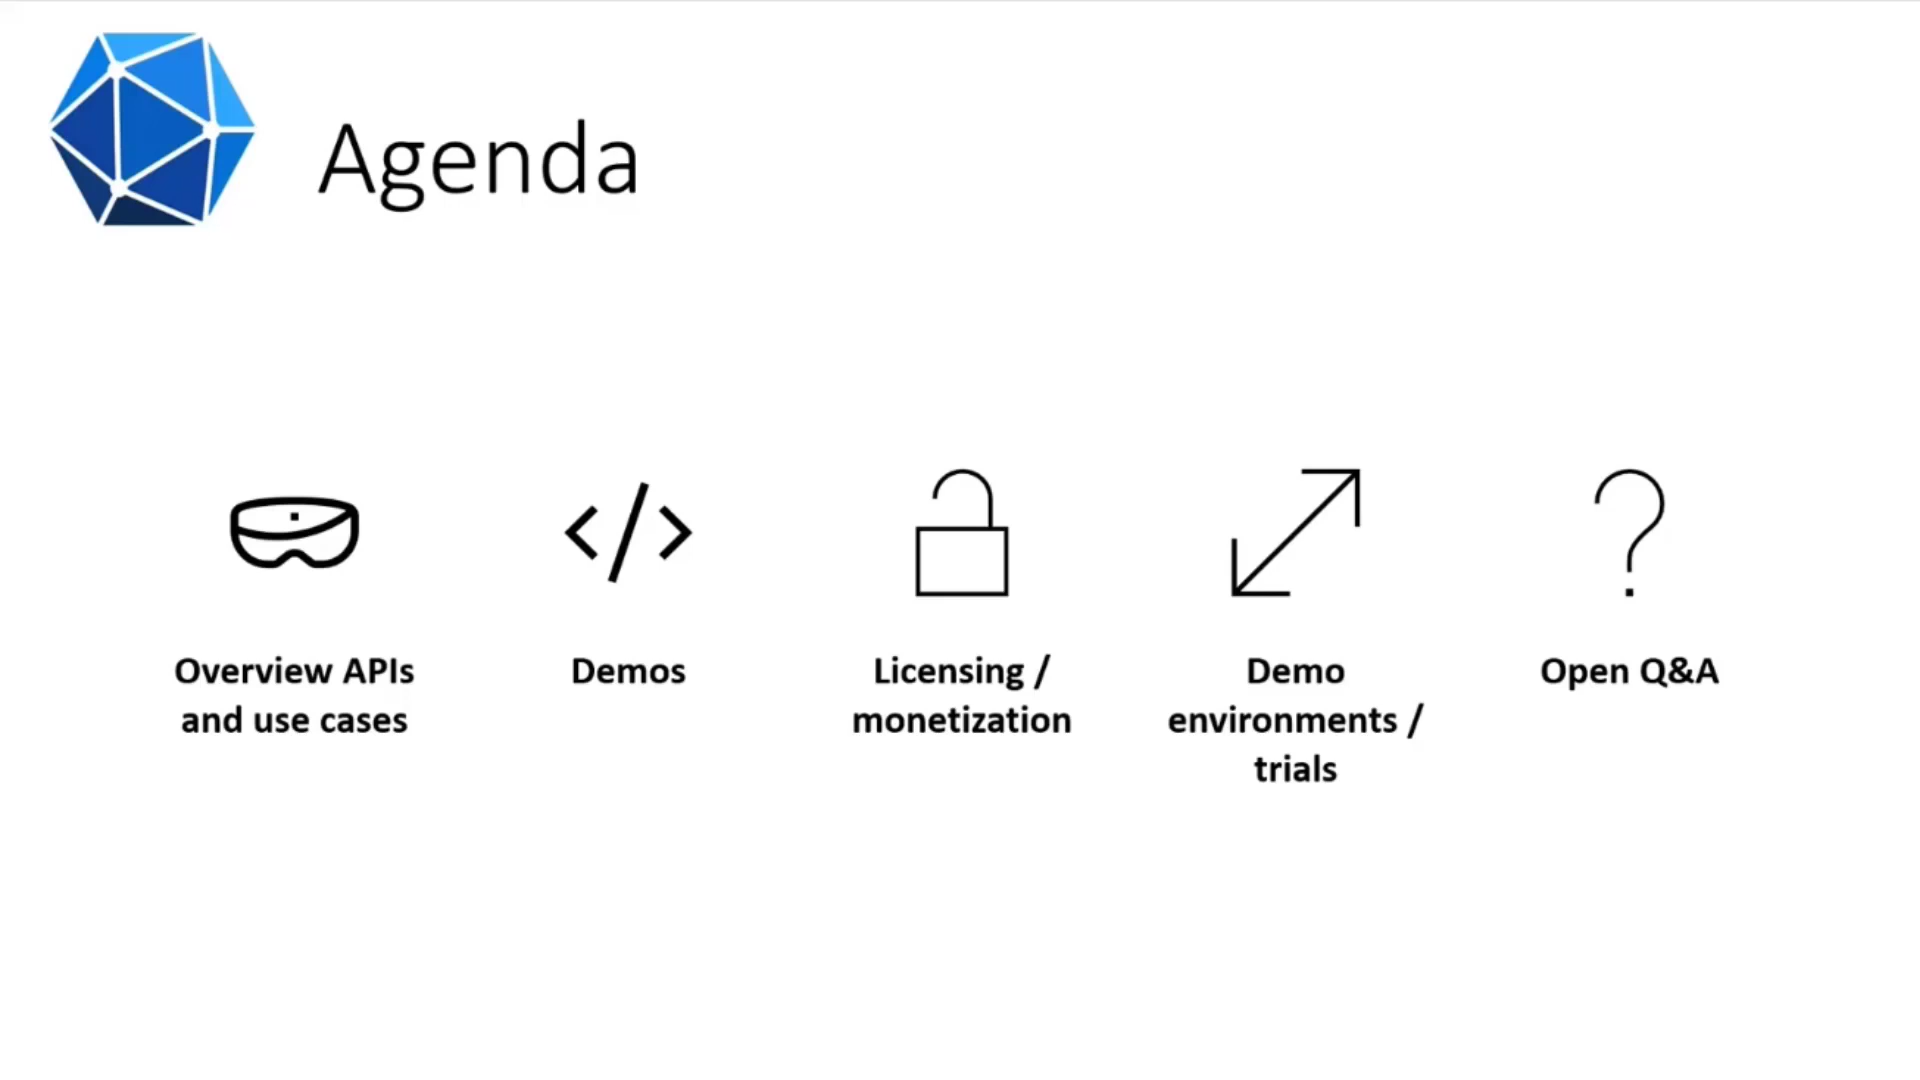 Agenda
Overview APIs
and use cases
Demos
Licensing /
monetization
Demo
environments /
trials
Open Q&A